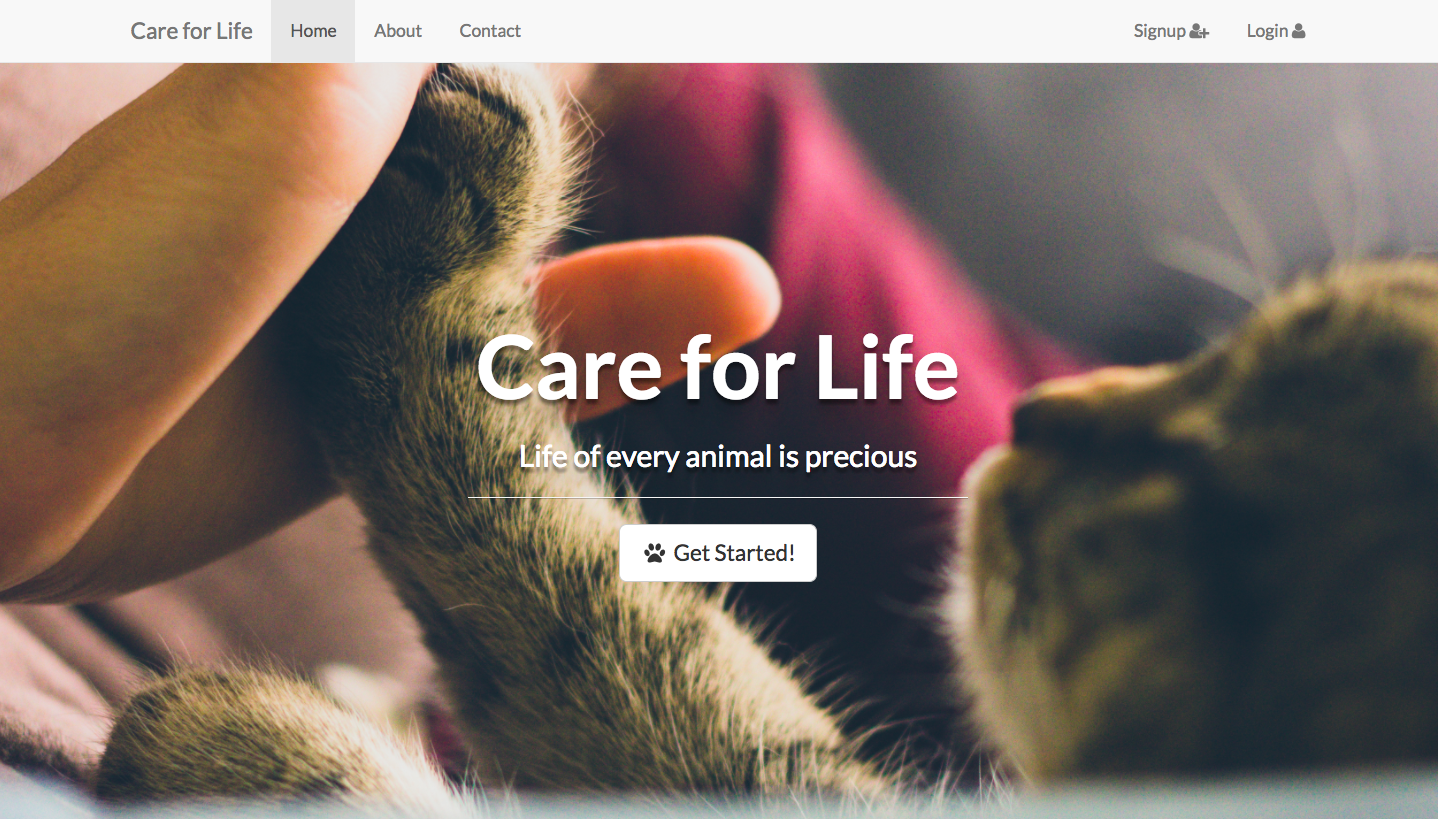 Care for Life Home About Contact Signup Login
Care for Life
Life of every animal is precious
Get Started!